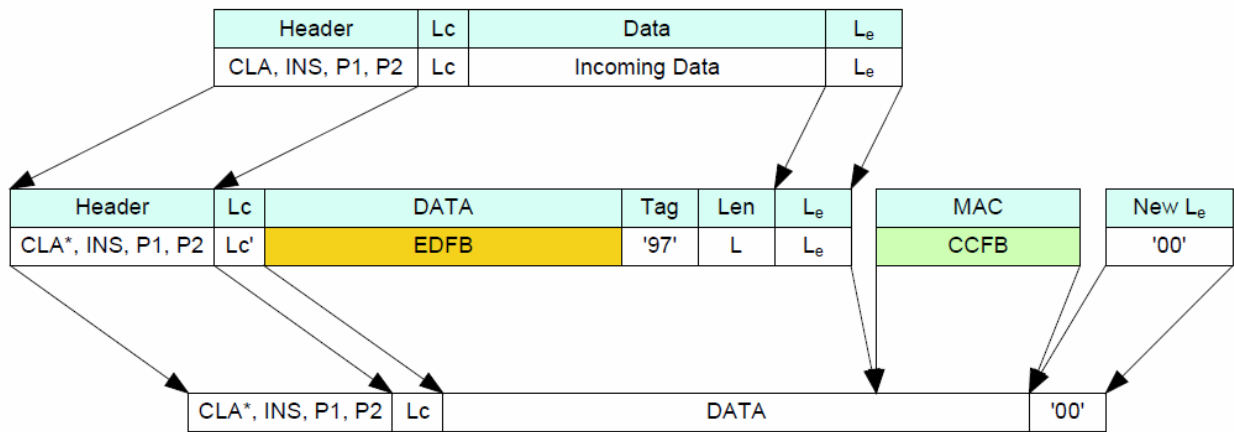 Header Lc Data Le
CLA, INS, P1, P2 Lc Incoming Data Le
Header Lc DATA Tag Len Le MAC New Le
CLA*, INS, P1, P2 Lc' EDFB '97' L Le CCFB '00'
CLA*, INS, P1, P2 Lc DATA '00'